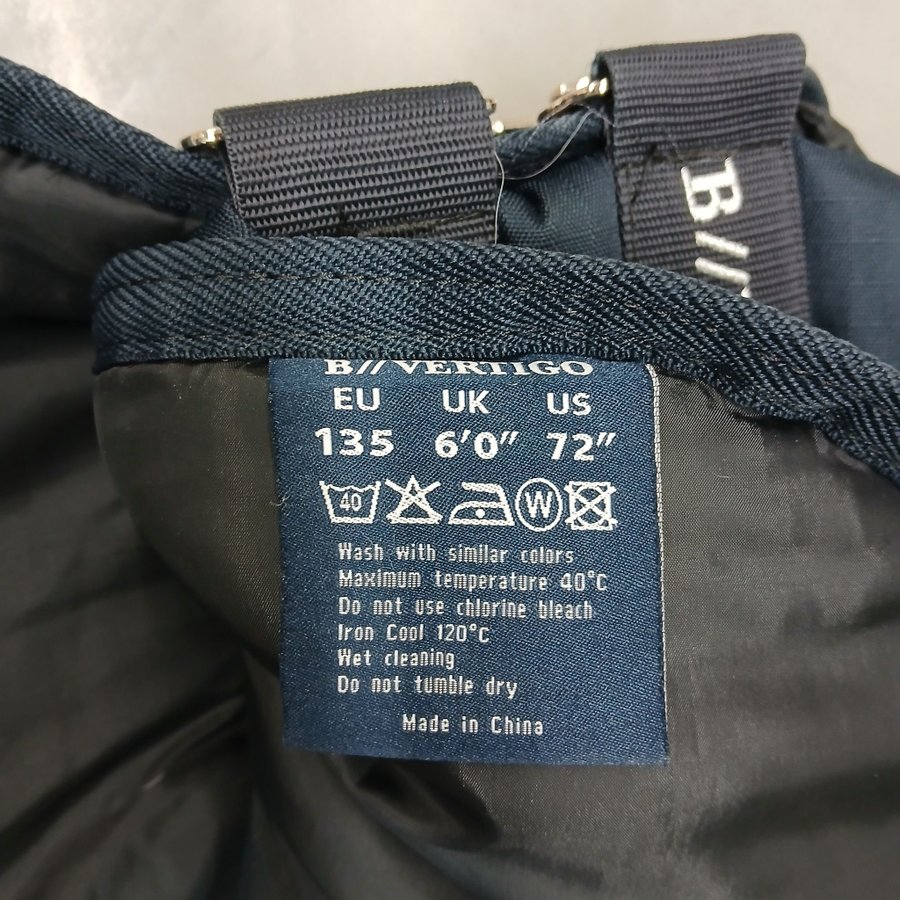 B//
B//VERTIGO
EU UK US
135 6'0" 72"
40 W
Wash with similar colors
Maximum temperature 40°C
Do not use chlorine bleach
Iron Cool 120°C
Wet cleaning
Do not tumble dry
Made in China